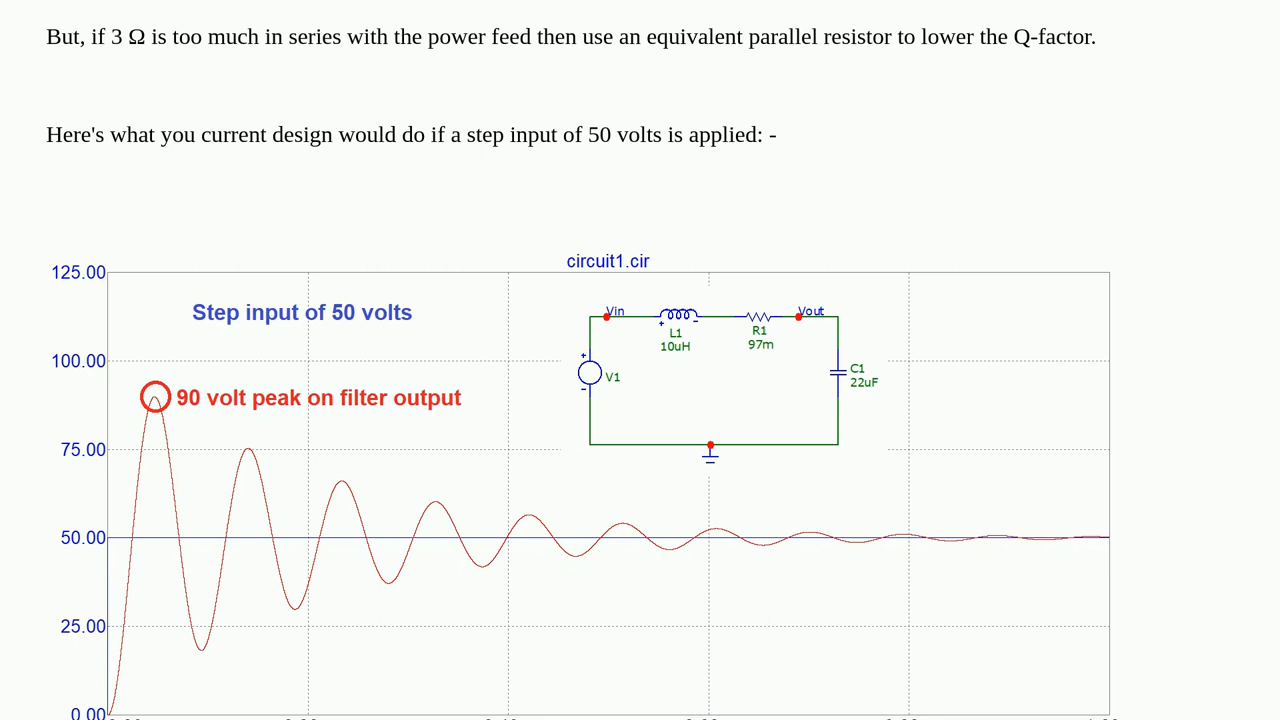 But, if 3 Ω is too much in series with the power feed then use an equivalent parallel resistor to lower the Q-factor.
Here's what you current design would do if a step input of 50 volts is applied: -
circuit1.cir
125.00
Step input of 50 volts
Vin
Vout
+
-
L1
10uH
R1
97m
100.00
+
V1
-
C1
22uF
90 volt peak on filter output
75.00
50.00
25.00
0.00